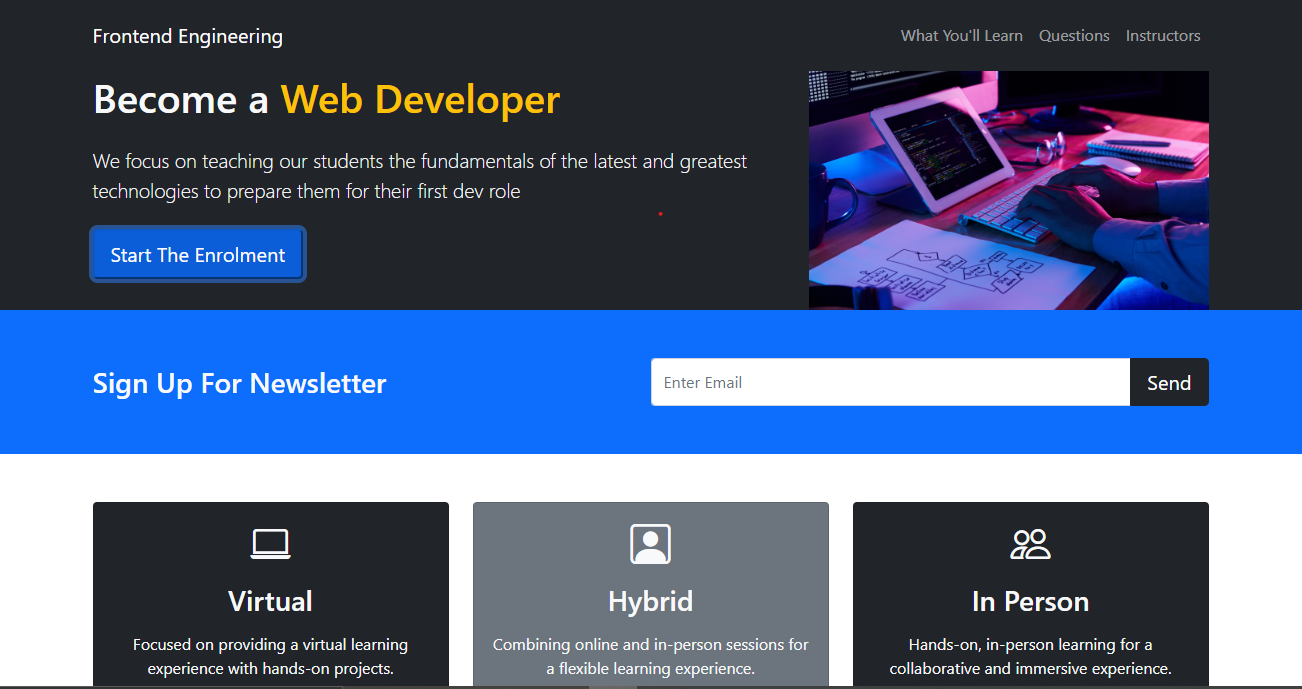 Frontend Engineering
What You'll Learn Questions Instructors
Become a Web Developer
We focus on teaching our students the fundamentals of the latest and greatest
technologies to prepare them for their first dev role
Start The Enrolment
Sign Up For Newsletter
Enter Email
Send
Virtual
Focused on providing a virtual learning
experience with hands-on projects.
Hybrid
Combining online and in-person sessions for
a flexible learning experience.
In Person
Hands-on, in-person learning for a
collaborative and immersive experience.